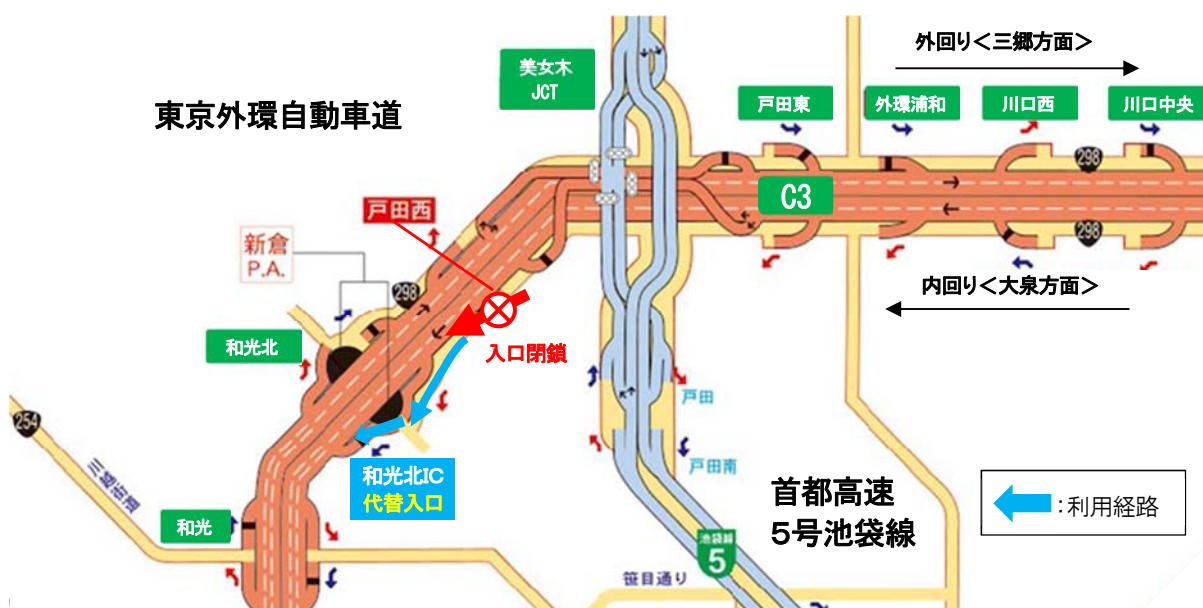 外回り＜三郷方面＞
美女木
JCT
東京外環自動車道
戸田東
外環浦和
川口西
川口中央
298
C3
戸田西
新倉
P.A.
298
298
内回り＜大泉方面＞
和光北
入口閉鎖
戸田
254
川越街道
和光北IC
代替入口
戸田南
首都高速
5号池袋線
:利用経路
和光
池袋線
5
笹目通り